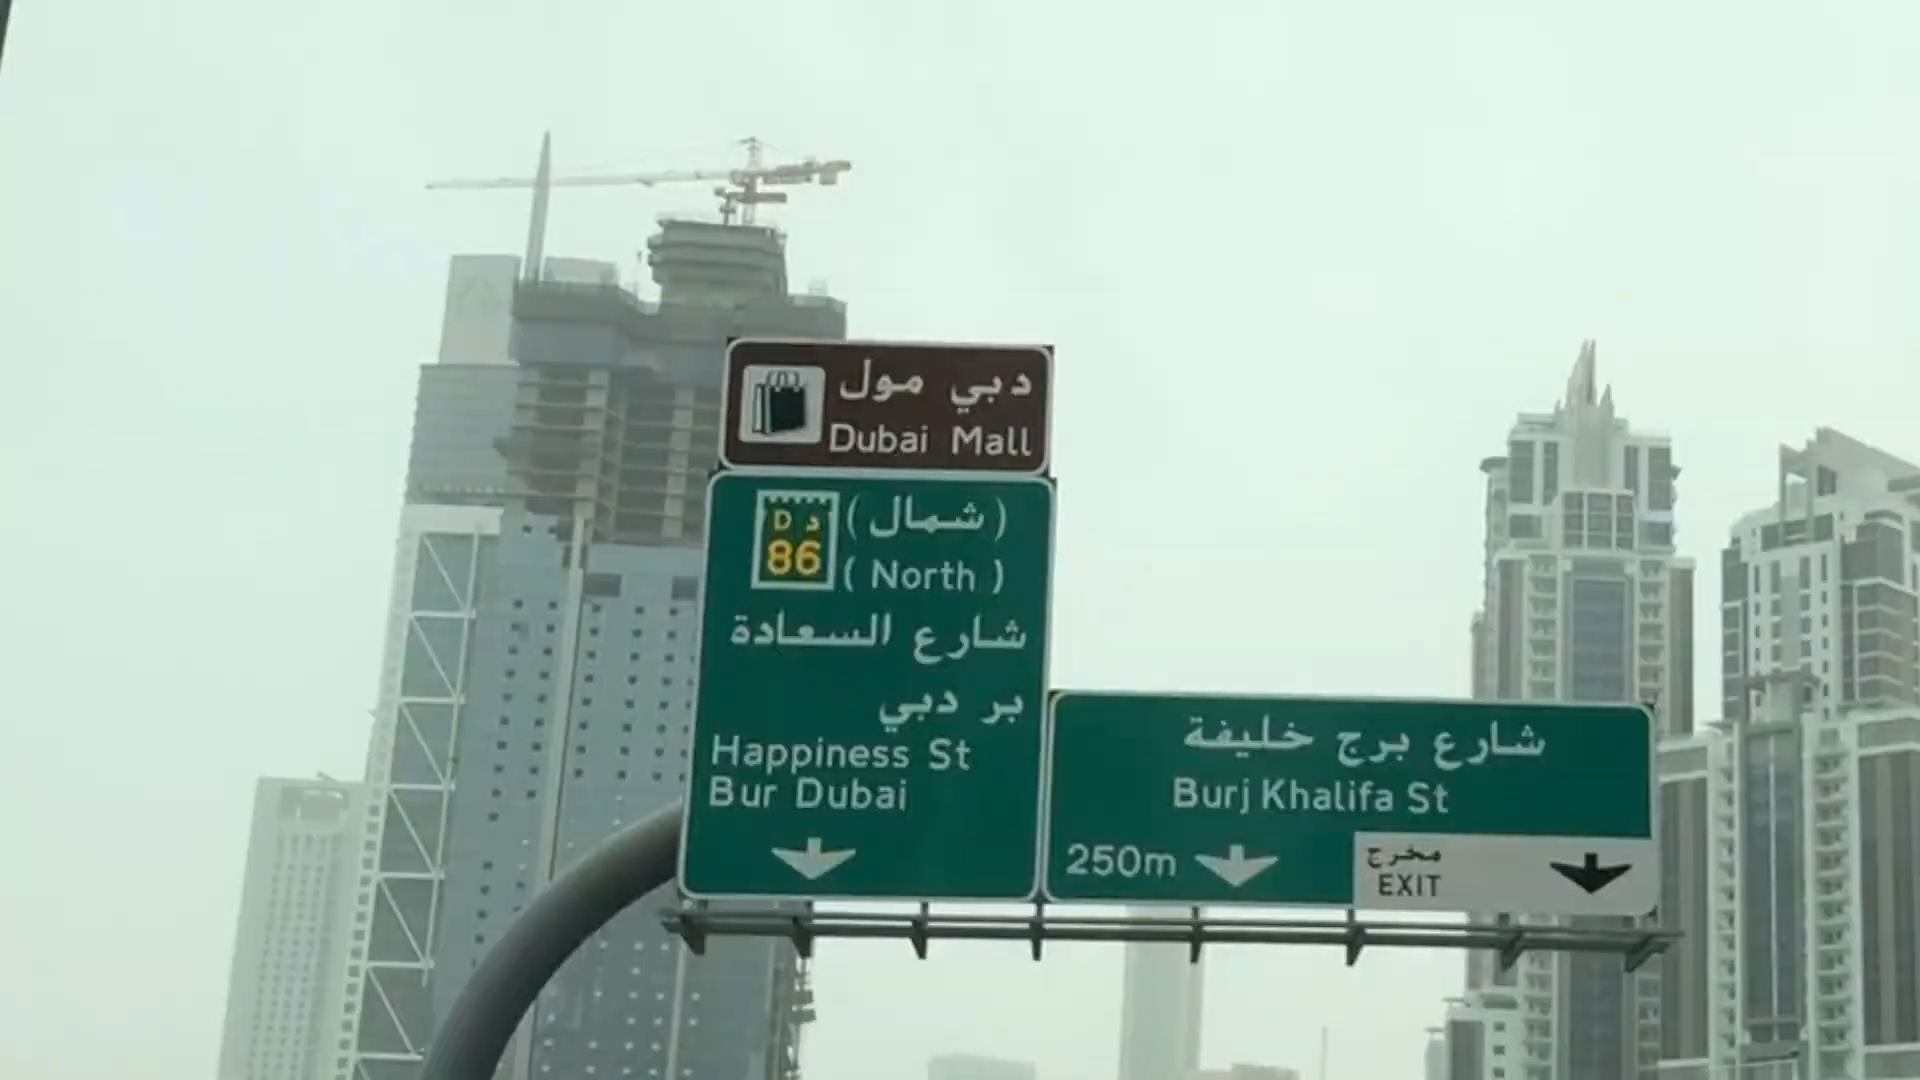 دبي مول
Dubai Mall
D د
86
(شمال)
( North )
شارع السعادة
بر دبي
Happiness St
Bur Dubai
شارع برج خليفة
Burj Khalifa St
250m
مخرج
EXIT